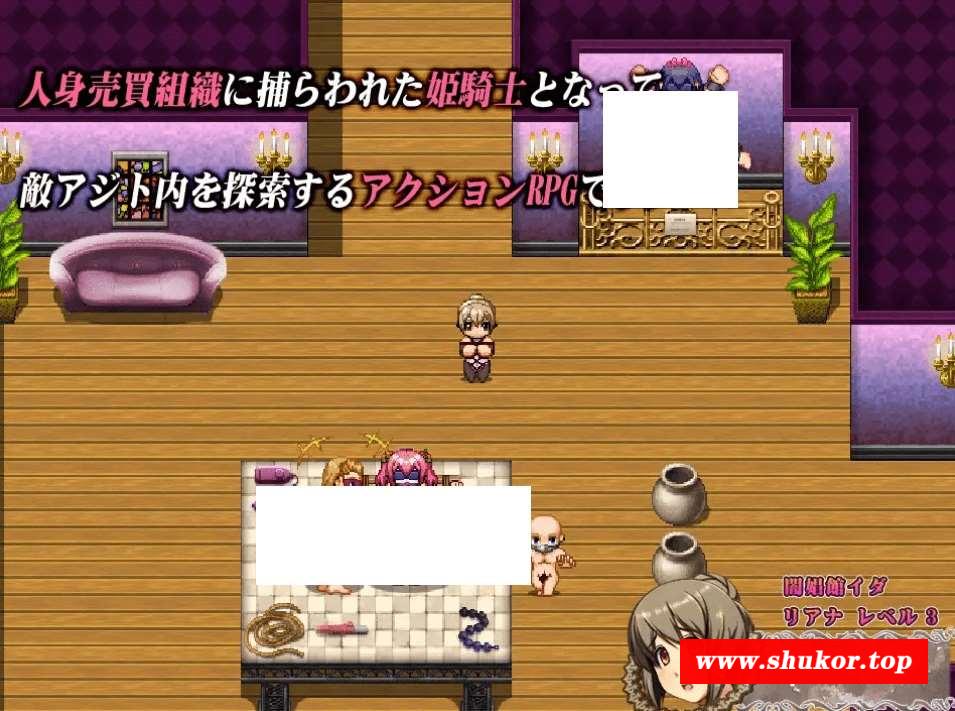 人身売買組織に捕らわれた姫騎士となって
敵アジト内を探索するアクションRPGで
闇娼館イダ
リアナ レベル 3
www.shukor.top